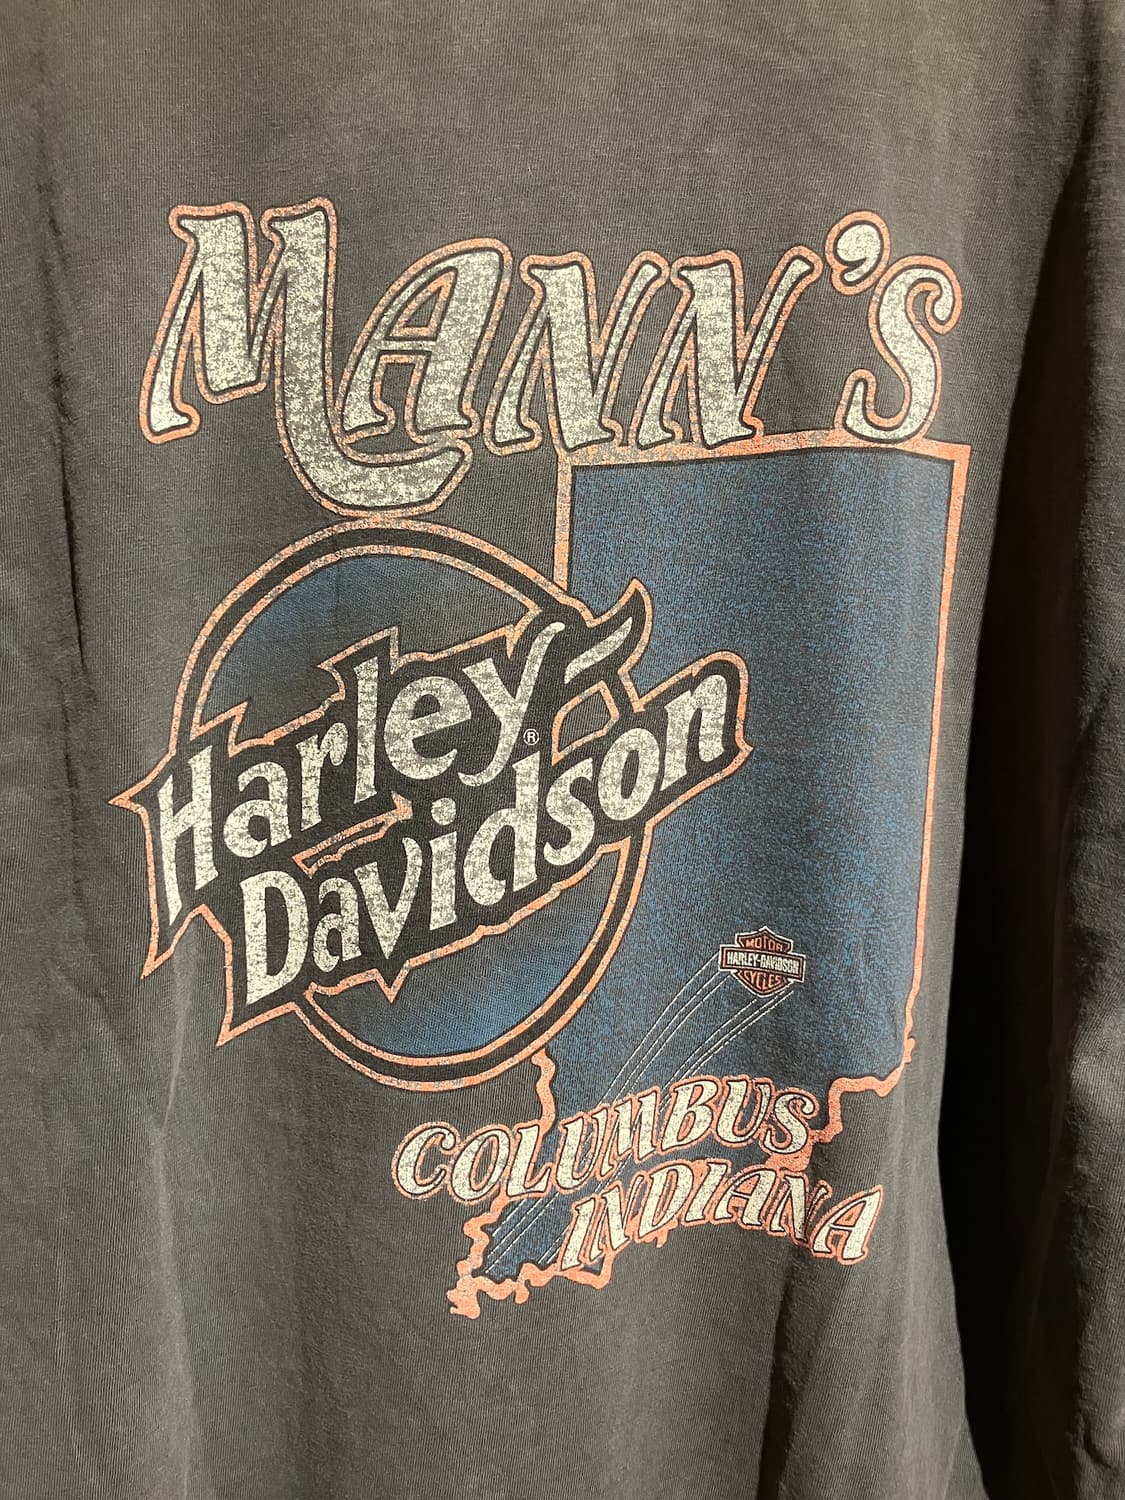 MANN'S
Harley-
®
Davidson
MOTOR
HARLEY-DAVIDSON
CYCLES
COLUMBUS
INDIANA